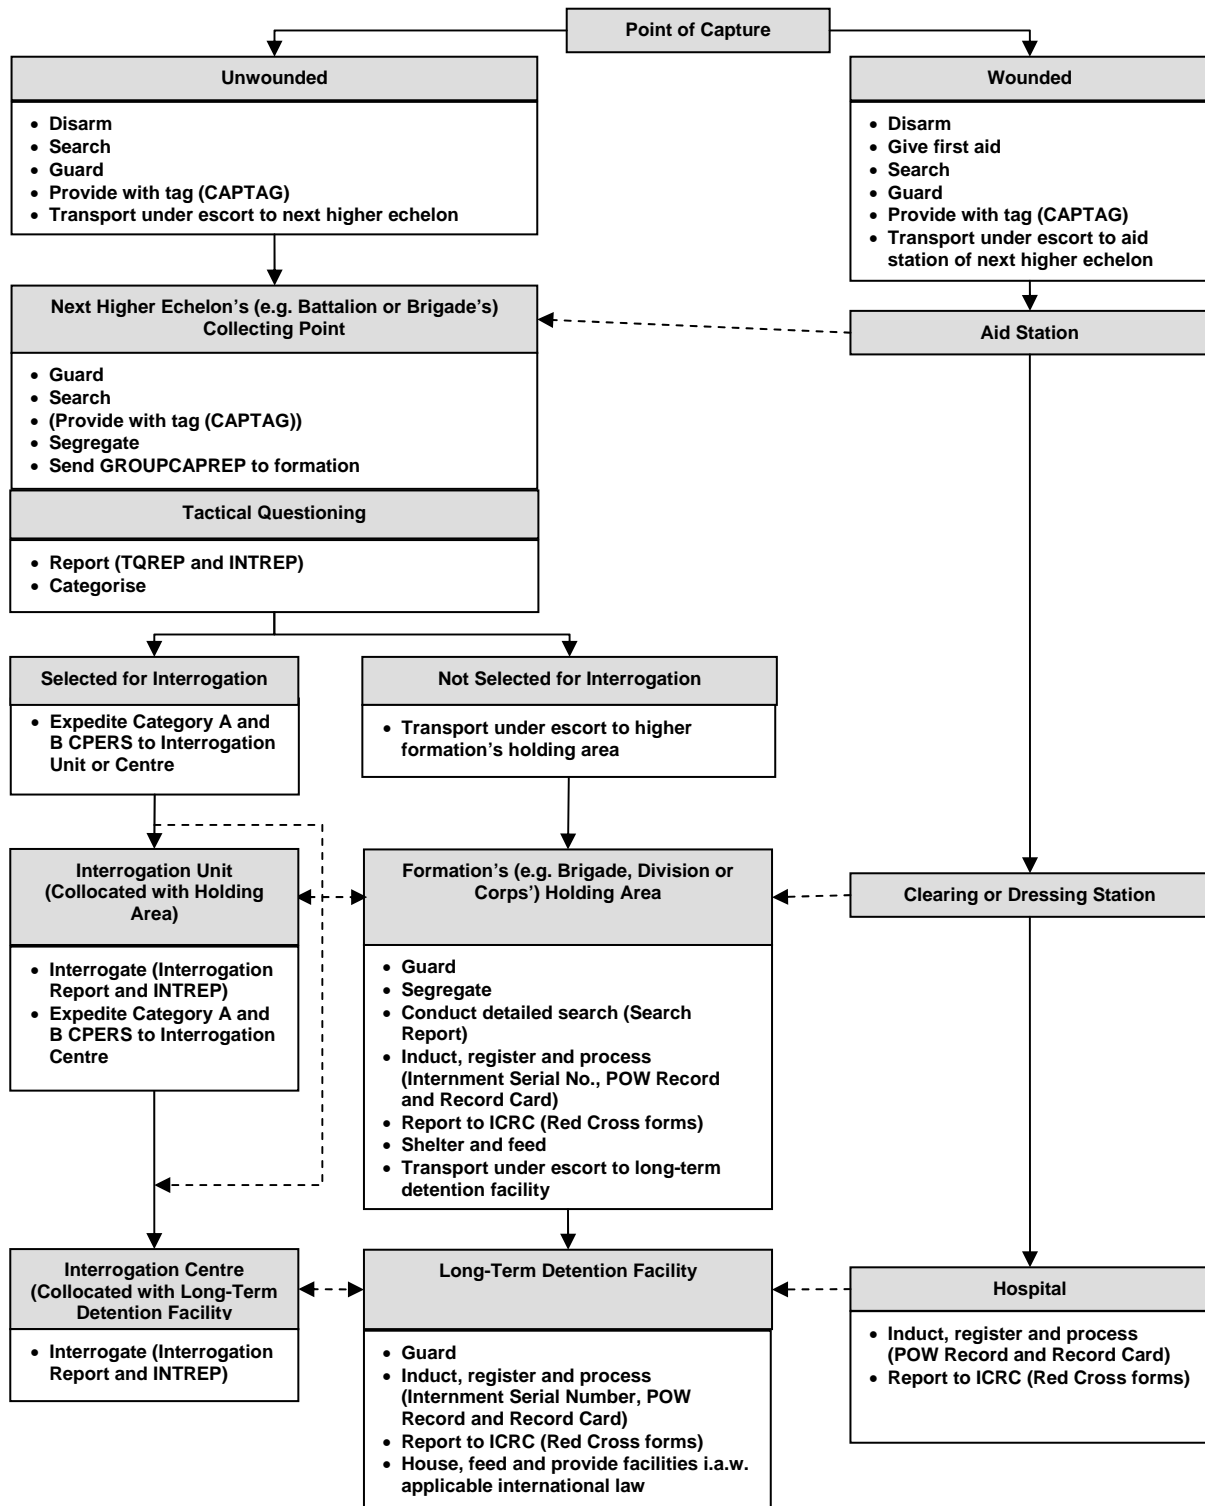 Point of Capture
Unwounded
• Disarm
• Search
• Guard
• Provide with tag (CAPTAG)
• Transport under escort to next higher echelon
Wounded
• Disarm
• Give first aid
• Search
• Guard
• Provide with tag (CAPTAG)
• Transport under escort to aid
station of next higher echelon
Next Higher Echelon's (e.g. Battalion or Brigade's)
Collecting Point
• Guard
• Search
• (Provide with tag (CAPTAG))
• Segregate
• Send GROUPCAPREP to formation
Aid Station
Tactical Questioning
• Report (TQREP and INTREP)
• Categorise
Selected for Interrogation
• Expedite Category A and
B CPERS to Interrogation
Unit or Centre
Not Selected for Interrogation
• Transport under escort to higher
formation's holding area
Interrogation Unit
(Collocated with Holding
Area)
• Interrogate (Interrogation
Report and INTREP)
• Expedite Category A and
B CPERS to Interrogation
Centre
Formation's (e.g. Brigade, Division or
Corps') Holding Area
• Guard
• Segregate
• Conduct detailed search (Search
Report)
• Induct, register and process
(Internment Serial No., POW Record
and Record Card)
• Report to ICRC (Red Cross forms)
• Shelter and feed
• Transport under escort to long-term
detention facility
Clearing or Dressing Station
Interrogation Centre
(Collocated with Long-Term
Detention Facility
• Interrogate (Interrogation
Report and INTREP)
Long-Term Detention Facility
• Guard
• Induct, register and process
(Internment Serial Number, POW
Record and Record Card)
• Report to ICRC (Red Cross forms)
• House, feed and provide facilities i.a.w.
applicable international law
Hospital
• Induct, register and process
(POW Record and Record Card)
• Report to ICRC (Red Cross forms)